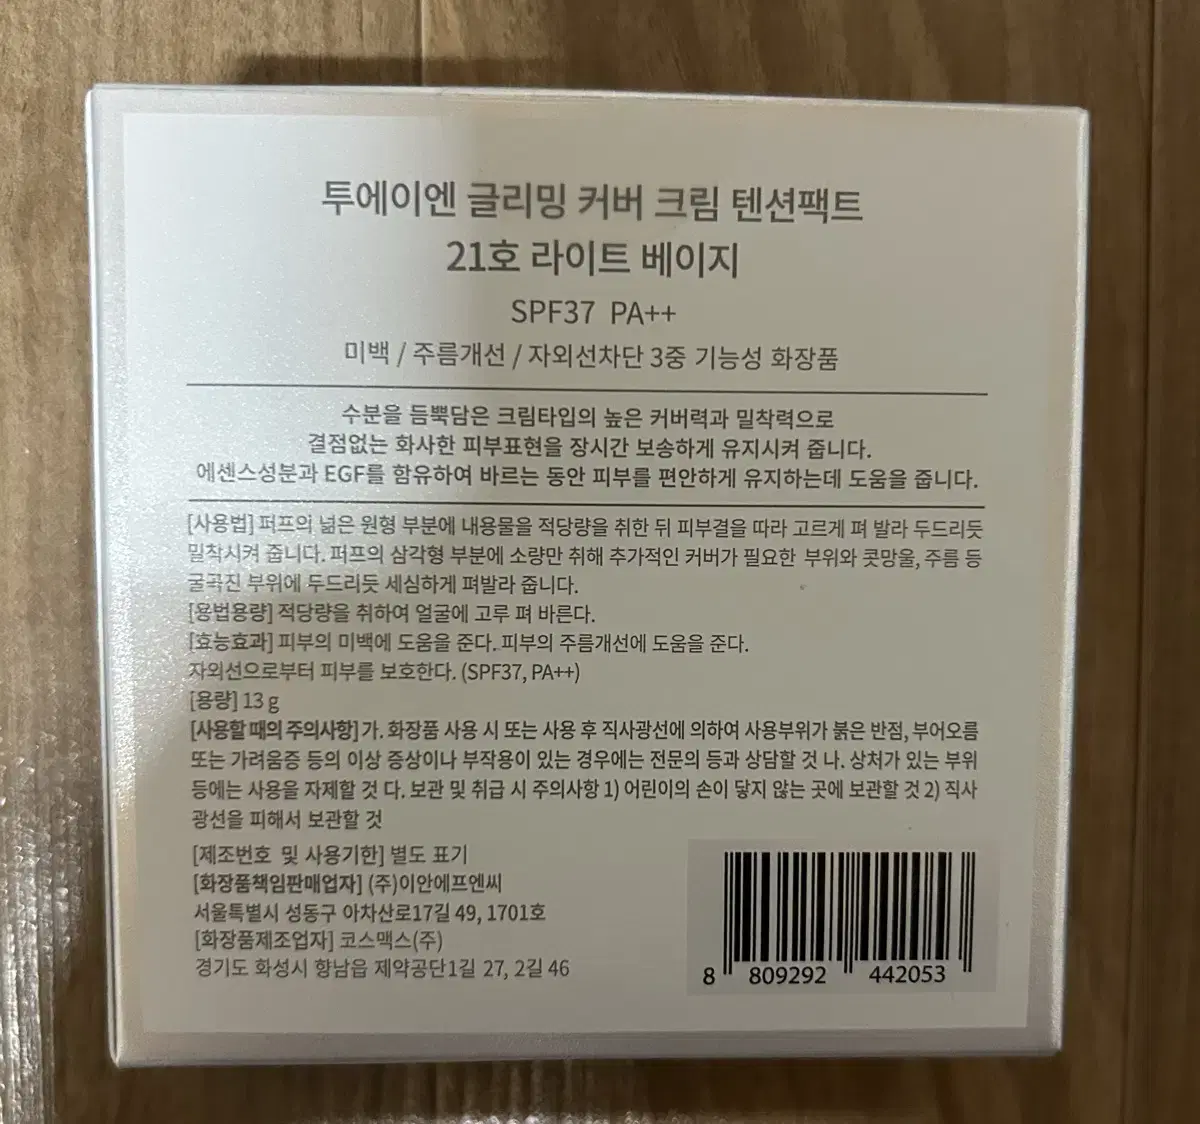 투에이엔 글리밍 커버 크림 텐션팩트
21호 라이트 베이지
SPF37 PA++
미백 / 주름개선 / 자외선차단 3중 기능성 화장품
수분을 듬뿍담은 크림타입의 높은 커버력과 밀착력으로
결점없는 화사한 피부표현을 장시간 보송하게 유지시켜 줍니다.
에센스성분과 EGF를 함유하여 바르는 동안 피부를 편안하게 유지하는데 도움을 줍니다.
[사용법] 퍼프의 넓은 원형 부분에 내용물을 적당량을 취한 뒤 피부결을 따라 고르게 펴 발라 두드리듯
밀착시켜 줍니다. 퍼프의 삼각형 부분에 소량만 취해 추가적인 커버가 필요한 부위와 콧망울, 주름 등
굴곡진 부위에 두드리듯 세심하게 펴발라 줍니다.
[용법용량] 적당량을 취하여 얼굴에 고루 펴 바른다.
[효능효과] 피부의 미백에 도움을 준다. 피부의 주름개선에 도움을 준다.
자외선으로부터 피부를 보호한다. (SPF37, PA++)
[용량] 13 g
[사용할 때의 주의사항] 가. 화장품 사용 시 또는 사용 후 직사광선에 의하여 사용부위가 붉은 반점, 부어오름
또는 가려움증 등의 이상 증상이나 부작용이 있는 경우에는 전문의 등과 상담할 것 나. 상처가 있는 부위
등에는 사용을 자제할 것 다. 보관 및 취급 시 주의사항 1) 어린이의 손이 닿지 않는 곳에 보관할 것 2) 직사
광선을 피해서 보관할 것
[제조번호 및 사용기한] 별도 표기
[화장품책임판매업자] (주)이안에프엔씨
서울특별시 성동구 아차산로17길 49, 1701호
[화장품제조업자] 코스맥스(주)
경기도 화성시 향남읍 제약공단1길 27, 2길 46
8 809292 442053